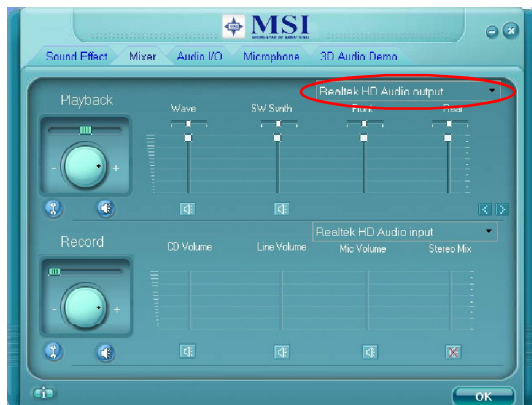 MSI
Sound Effect Mixer Audio I/O Microphone 3D Audio Demo
Realtek HD Audio output
Playback
Wave SW Synth Front Rear
- +
Realtek HD Audio input
Record
CD Volume Line Volume Mic Volume Stereo Mix
- +
OK